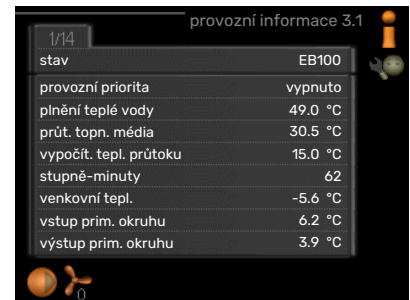 provozní informace 3.1
1/14
stav EB100
provozní priorita vypnuto
plnění teplé vody 49.0 °C
průt. topn. média 30.5 °C
vypočít. tepl. průtoku 15.0 °C
stupně-minuty 62
venkovní tepl. -5.6 °C
vstup prim. okruhu 6.2 °C
výstup prim. okruhu 3.9 °C
0